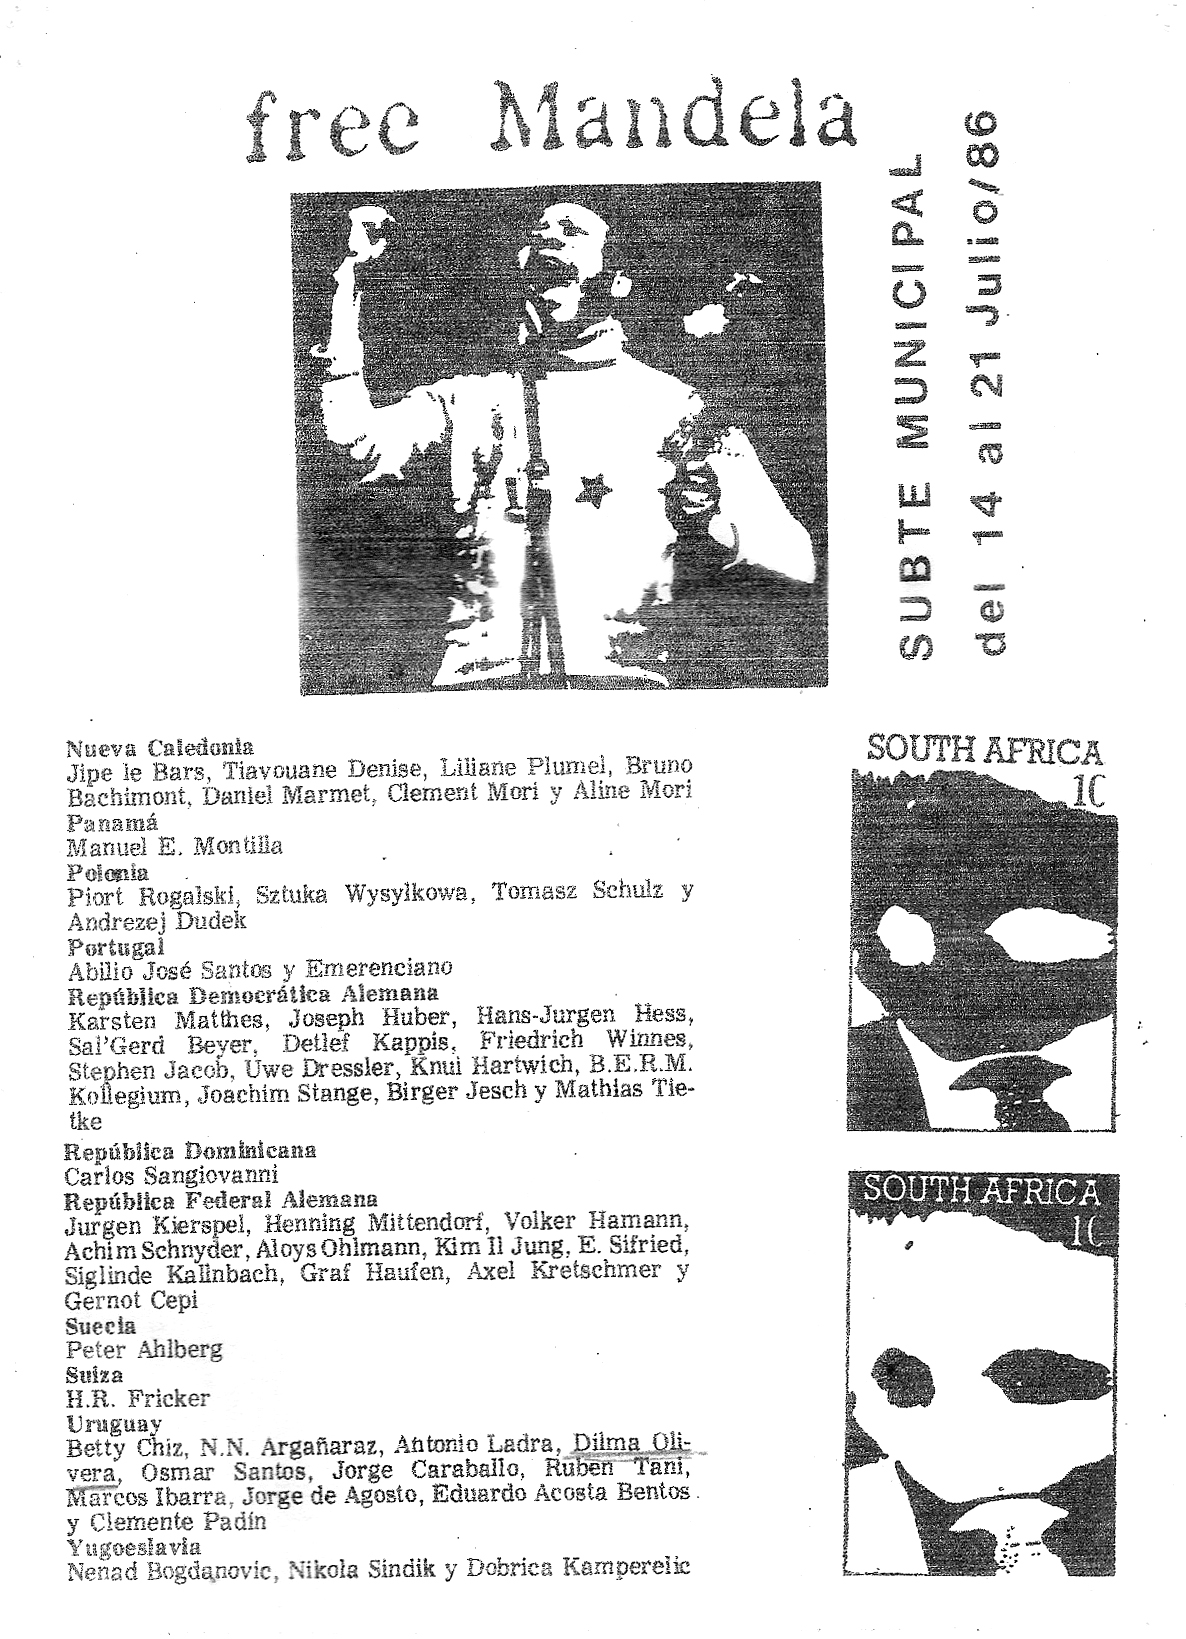 free Mandela
SUBTE MUNICIPAL
del 14 al 21 Julio/86
Nueva Caledonia
Jipe le Bars, Tiavouane Denise, Liliane Plumel, Bruno
Bachimont, Daniel Marmet, Clement Mori y Aline Mori
Panamá
Manuel E. Montilla
Polonia
Piort Rogalski, Sztuka Wysylkowa, Tomasz Schulz y
Andrezej Dudek
Portugal
Abilio José Santos y Emerenciano
República Democrática Alemana
Karsten Matthes, Joseph Huber, Hans-Jurgen Hess,
Sal'Gerd Beyer, Detlef Kappis, Friedrich Winnes,
Stephen Jacob, Uwe Dressler, Knui Hartwich, B.E.R.M.
Kollegium, Joachim Stange, Birger Jesch y Mathias Tie-
tke
República Dominicana
Carlos Sangiovanni
República Federal Alemana
Jurgen Kierspel, Henning Mittendorf, Volker Hamann,
Achim Schnyder, Aloys Ohlmann, Kim Il Jung, E. Sifried,
Siglinde Kallnbach, Graf Haufen, Axel Kretschmer y
Gernot Cepi
Suecia
Peter Ahlberg
Suiza
H.R. Fricker
Uruguay
Betty Chiz, N.N. Argañaraz, Antonio Ladra, Dilma Oli-
vera, Osmar Santos, Jorge Caraballo, Ruben Tani,
Marcos Ibarra, Jorge de Agosto, Eduardo Acosta Bentos
y Clemente Padín
Yugoeslavia
Nenad Bogdanovic, Nikola Sindik y Dobrica Kamperelic
SOUTH AFRICA
1C
SOUTH AFRICA
1C